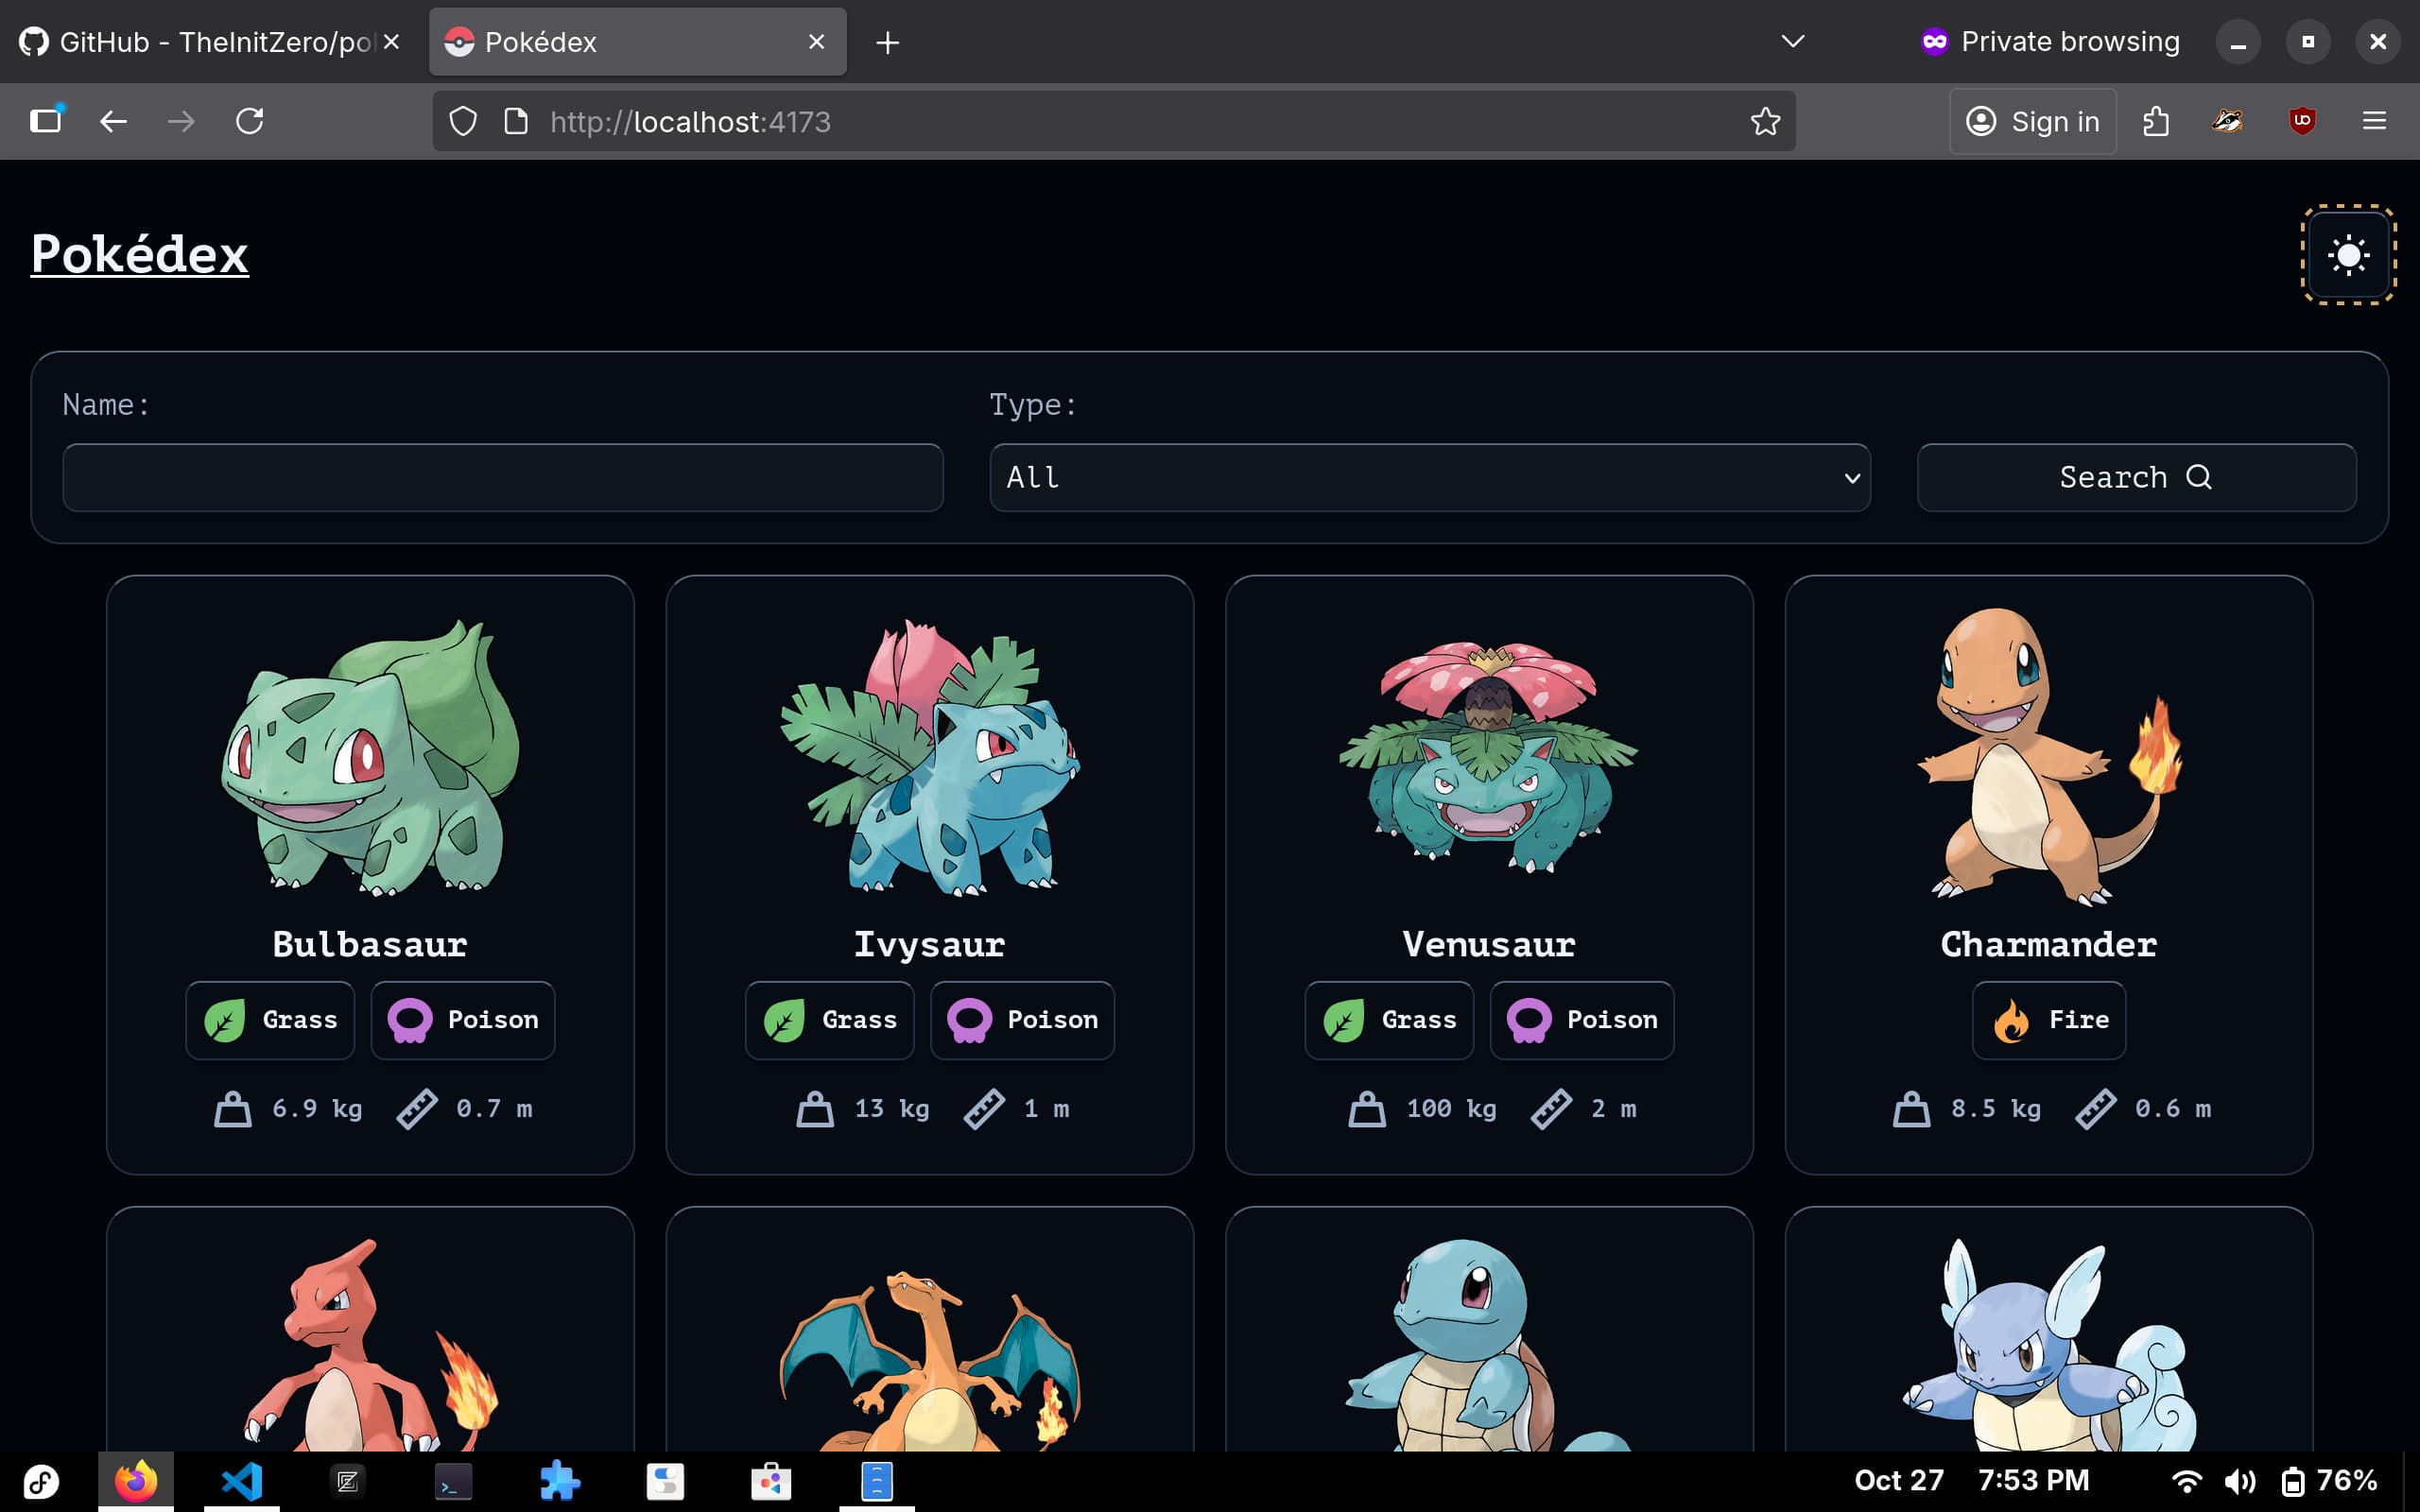 GitHub - TheInitZero/po
Pokédex
Private browsing
http://localhost:4173
Sign in
Pokédex
Name:
Type:
All
Search
Bulbasaur
Grass
Poison
6.9 kg
0.7 m
Ivysaur
Grass
Poison
13 kg
1 m
Venusaur
Grass
Poison
100 kg
2 m
Charmander
Fire
8.5 kg
0.6 m
Oct 27 7:53 PM
76%